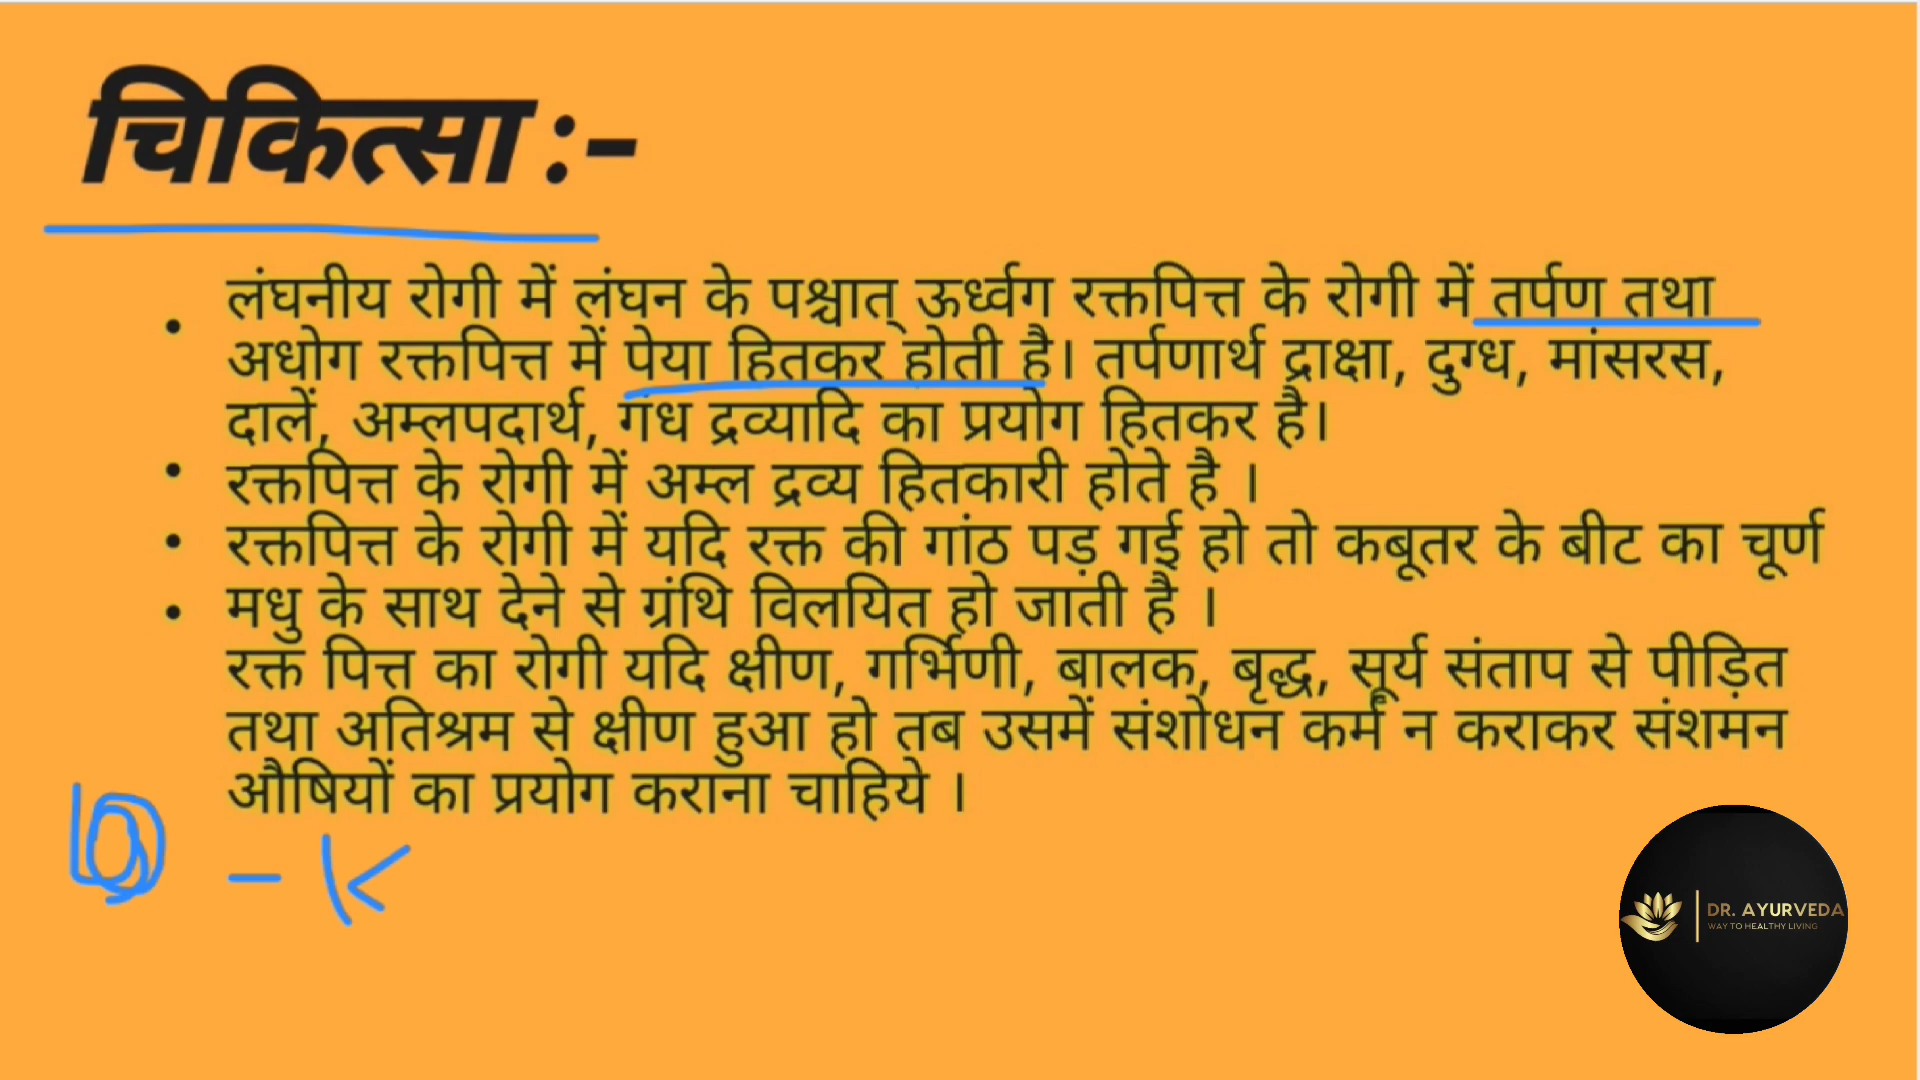 चिकित्सा :-
• लंघनीय रोगी में लंघन के पश्चात् ऊर्ध्वग रक्तपित्त के रोगी में तर्पण तथा
अधोग रक्तपित्त में पेया हितकर होती है। तर्पणार्थ द्राक्षा, दुग्ध, मांसरस,
दालें, अम्लपदार्थ, गंध द्रव्यादि का प्रयोग हितकर है।
• रक्तपित्त के रोगी में अम्ल द्रव्य हितकारी होते है ।
• रक्तपित्त के रोगी में यदि रक्त की गांठ पड़ गई हो तो कबूतर के बीट का चूर्ण
• मधु के साथ देने से ग्रंथि विलयित हो जाती है ।
रक्त पित्त का रोगी यदि क्षीण, गर्भिणी, बालक, बृद्ध, सूर्य संताप से पीड़ित
तथा अतिश्रम से क्षीण हुआ हो तब उसमें संशोधन कर्म न कराकर संशमन
औषियों का प्रयोग कराना चाहिये ।
- K
DR. AYURVEDA
WAY TO HEALTHY LIVING